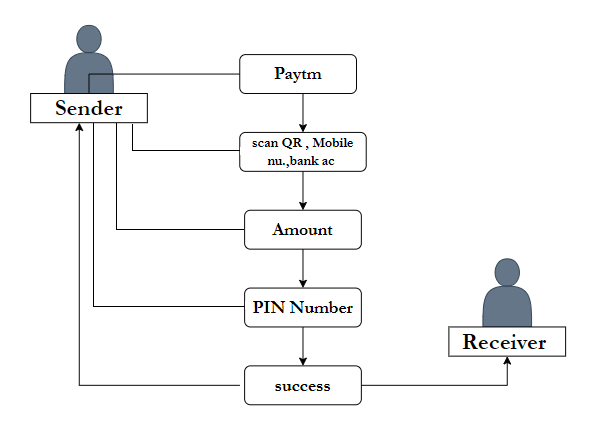 Paytm
Sender
scan QR , Mobile
nu.,bank ac
Amount
PIN Number
Receiver
success